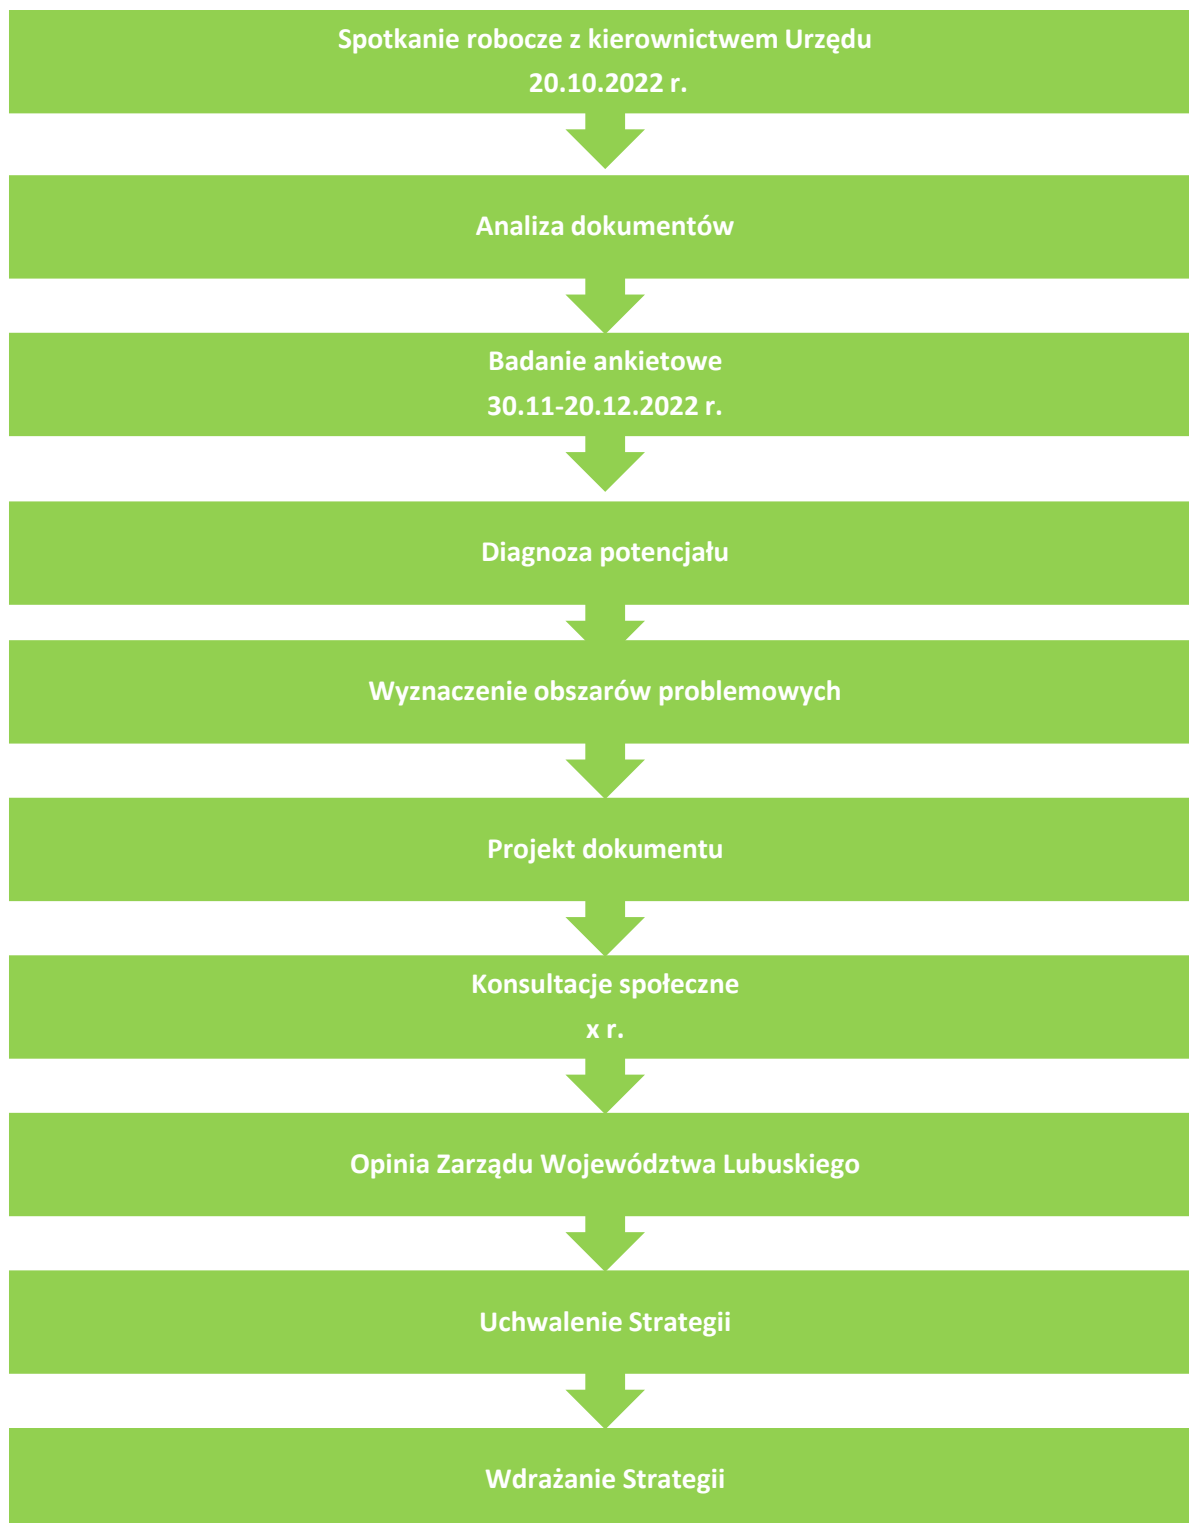 Spotkanie robocze z kierownictwem Urzędu
20.10.2022 r.
Analiza dokumentów
Badanie ankietowe
30.11-20.12.2022 r.
Diagnoza potencjału
Wyznaczenie obszarów problemowych
Projekt dokumentu
Konsultacje społeczne
x r.
Opinia Zarządu Województwa Lubuskiego
Uchwalenie Strategii
Wdrażanie Strategii